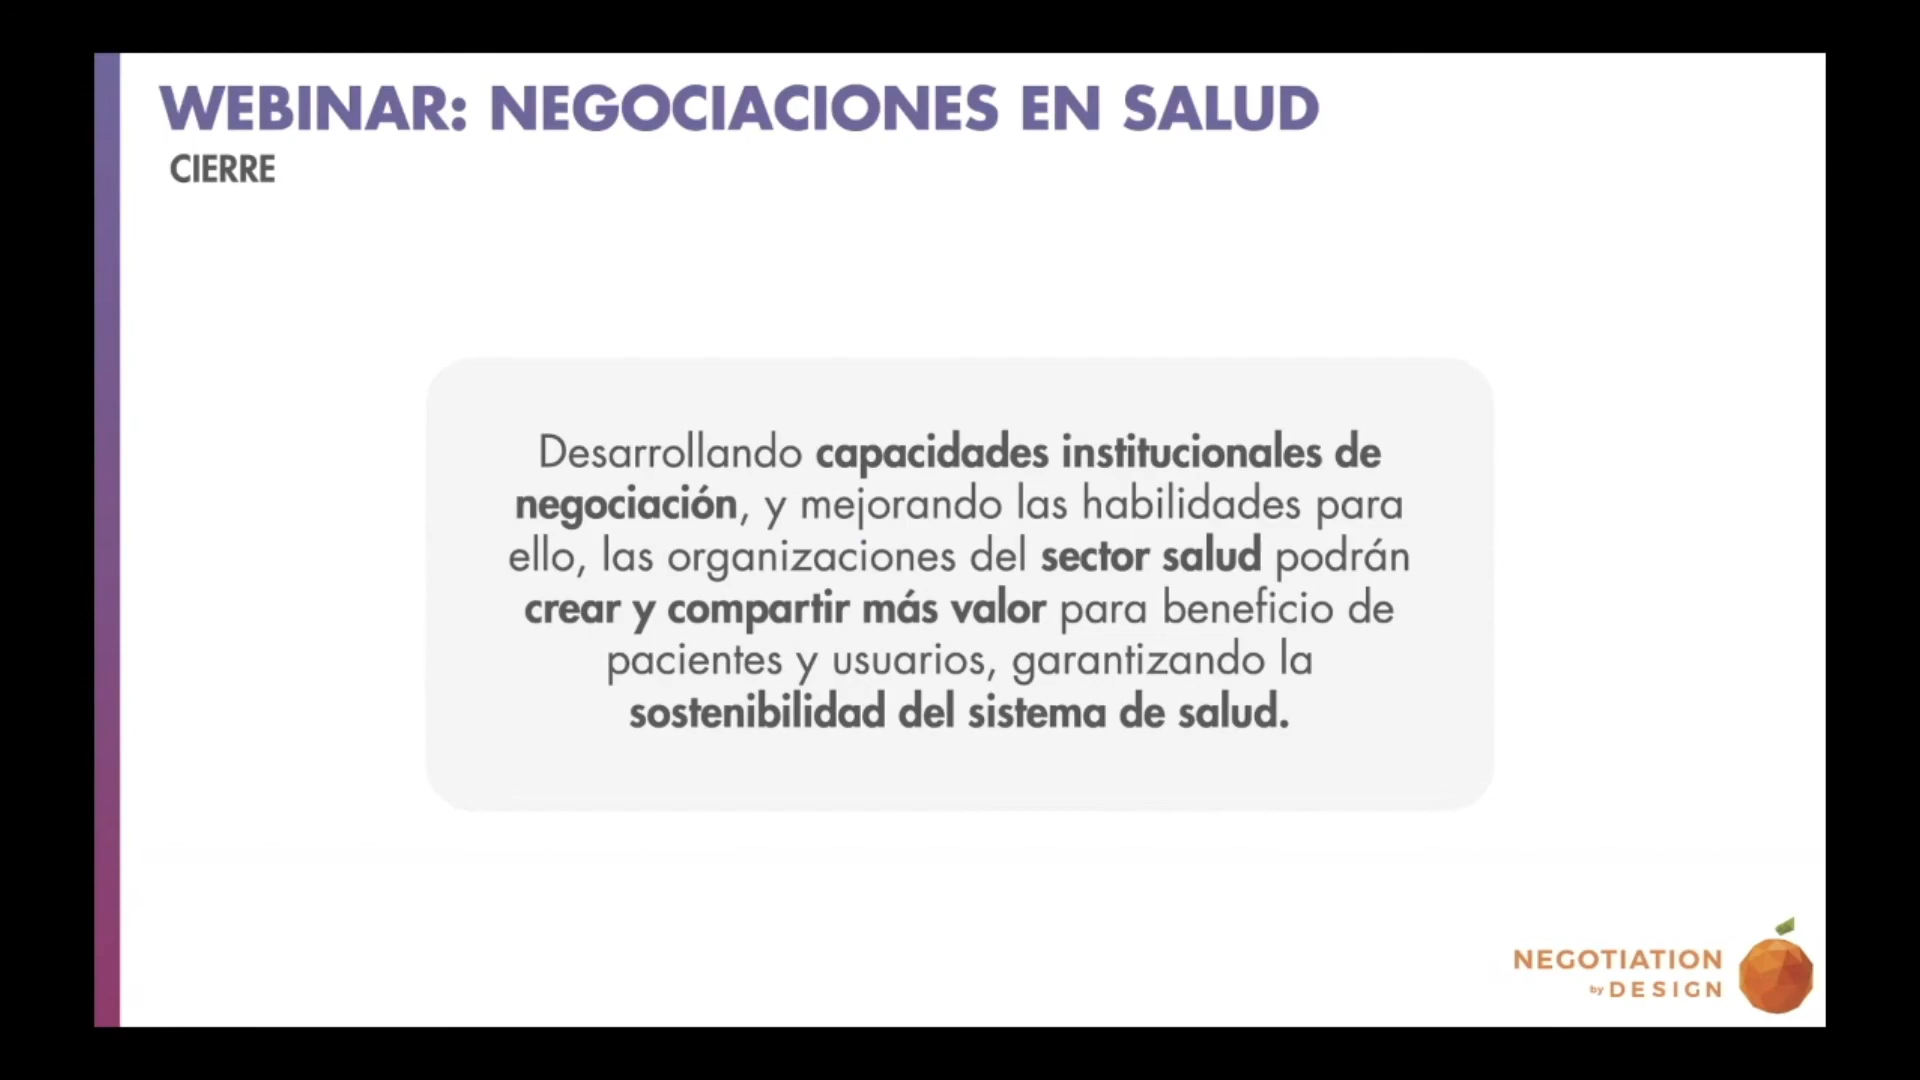 WEBINAR: NEGOCIACIONES EN SALUD
CIERRE
Desarrollando capacidades institucionales de
negociación, y mejorando las habilidades para
ello, las organizaciones del sector salud podrán
crear y compartir más valor para beneficio de
pacientes y usuarios, garantizando la
sostenibilidad del sistema de salud.
NEGOTIATION
by DESIGN